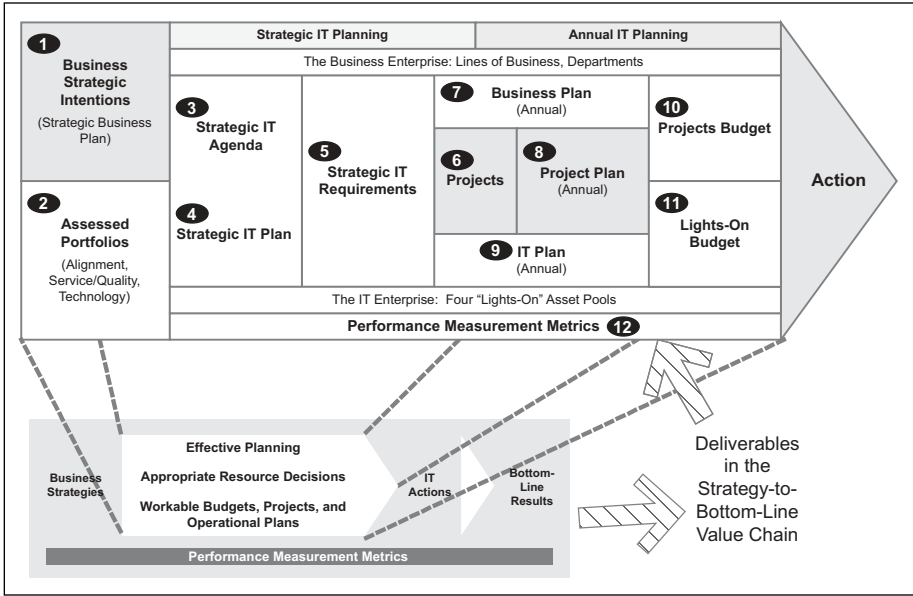 Strategic IT Planning
Annual IT Planning
The Business Enterprise: Lines of Business, Departments
1
Business
Strategic
Intentions
(Strategic Business
Plan)
2
Assessed
Portfolios
(Alignment,
Service/Quality,
Technology)
3
Strategic IT
Agenda
4
Strategic IT Plan
5
Strategic IT
Requirements
7
Business Plan
(Annual)
6
Projects
8
Project Plan
(Annual)
9
IT Plan
(Annual)
10
Projects Budget
11
Lights-On
Budget
Action
The IT Enterprise: Four “Lights-On” Asset Pools
Performance Measurement Metrics 12
Business
Strategies
Effective Planning
Appropriate Resource Decisions
Workable Budgets, Projects, and
Operational Plans
IT
Actions
Bottom-
Line
Results
Performance Measurement Metrics
Deliverables
in the
Strategy-to-
Bottom-Line
Value Chain